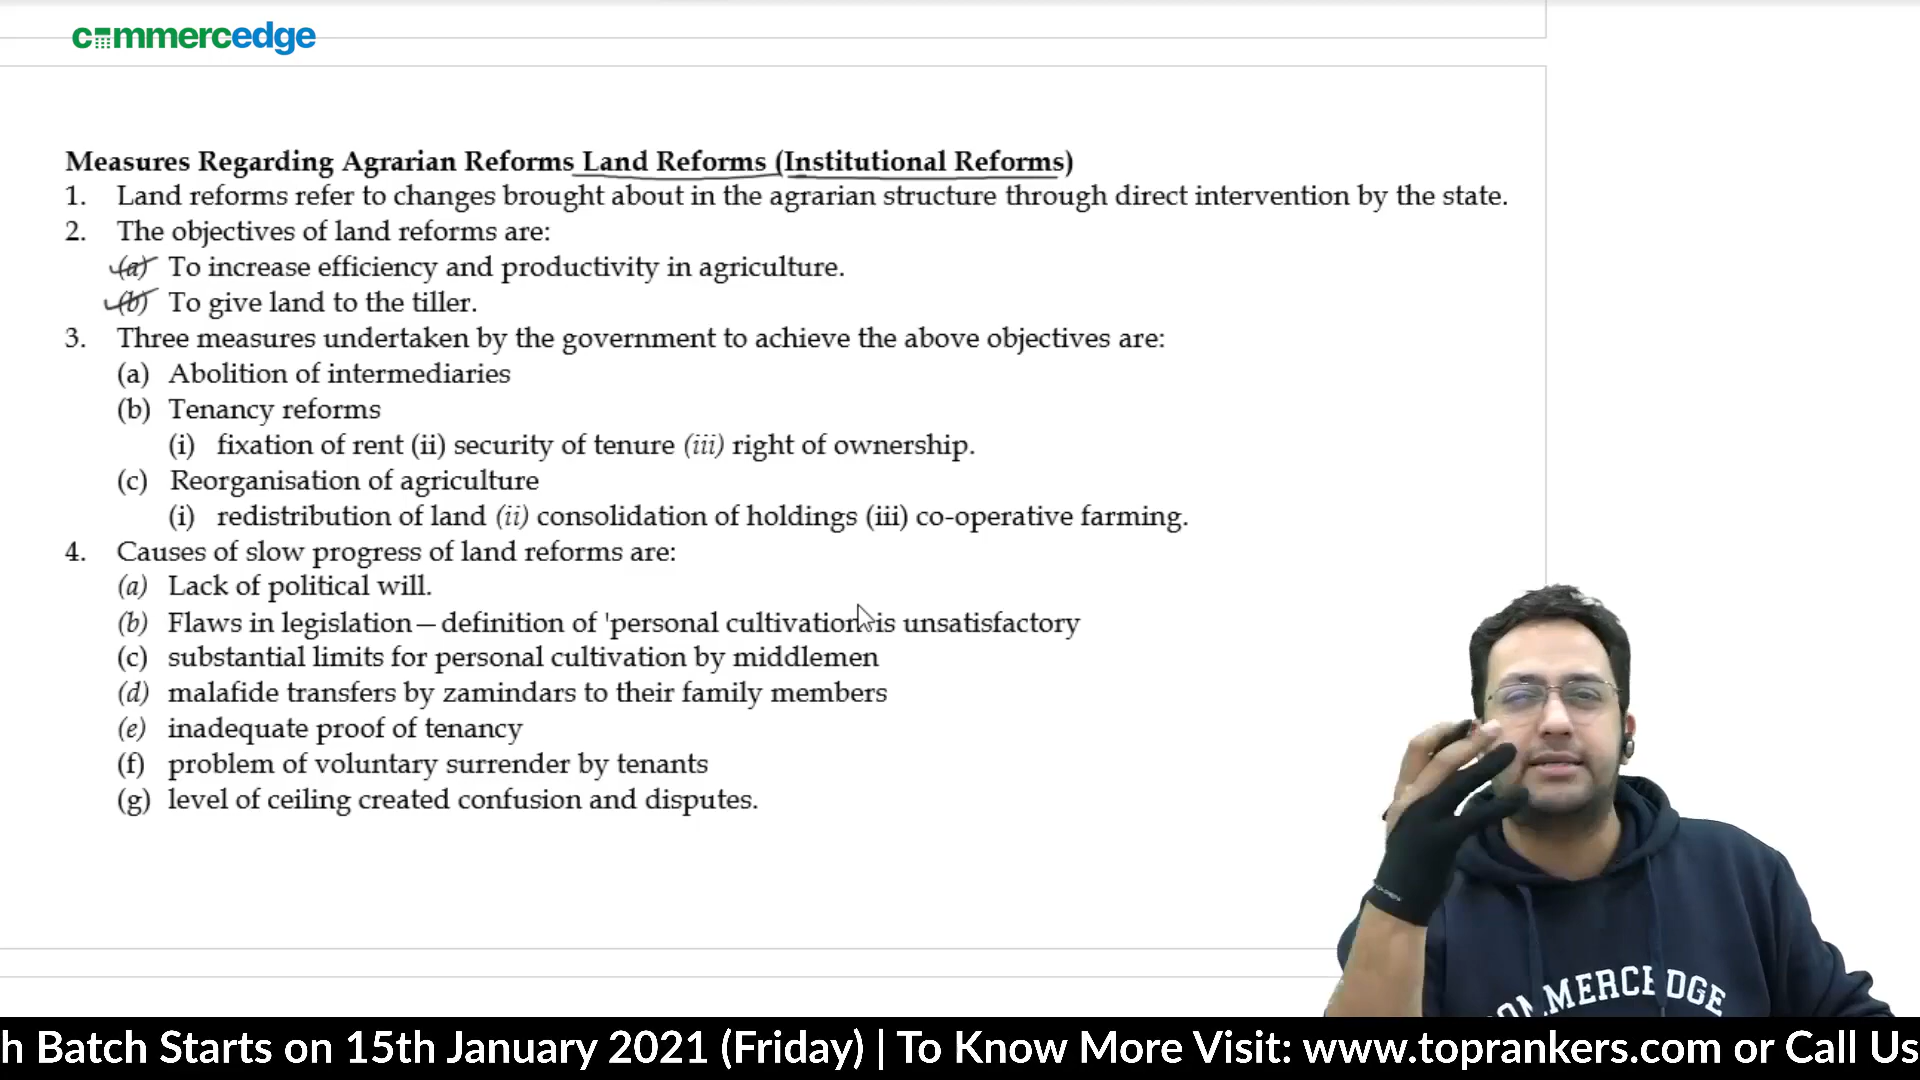 commercedge
Measures Regarding Agrarian Reforms Land Reforms (Institutional Reforms)
1. Land reforms refer to changes brought about in the agrarian structure through direct intervention by the state.
2. The objectives of land reforms are:
(a) To increase efficiency and productivity in agriculture.
(b) To give land to the tiller.
3. Three measures undertaken by the government to achieve the above objectives are:
(a) Abolition of intermediaries
(b) Tenancy reforms
(i) fixation of rent (ii) security of tenure (iii) right of ownership.
(c) Reorganisation of agriculture
(i) redistribution of land (ii) consolidation of holdings (iii) co-operative farming.
4. Causes of slow progress of land reforms are:
(a) Lack of political will.
(b) Flaws in legislation—definition of 'personal cultivation is unsatisfactory
(c) substantial limits for personal cultivation by middlemen
(d) malafide transfers by zamindars to their family members
(e) inadequate proof of tenancy
(f) problem of voluntary surrender by tenants
(g) level of ceiling created confusion and disputes.
OMMERCE DGE
h Batch Starts on 15th January 2021 (Friday) | To Know More Visit: www.toprankers.com or Call Us